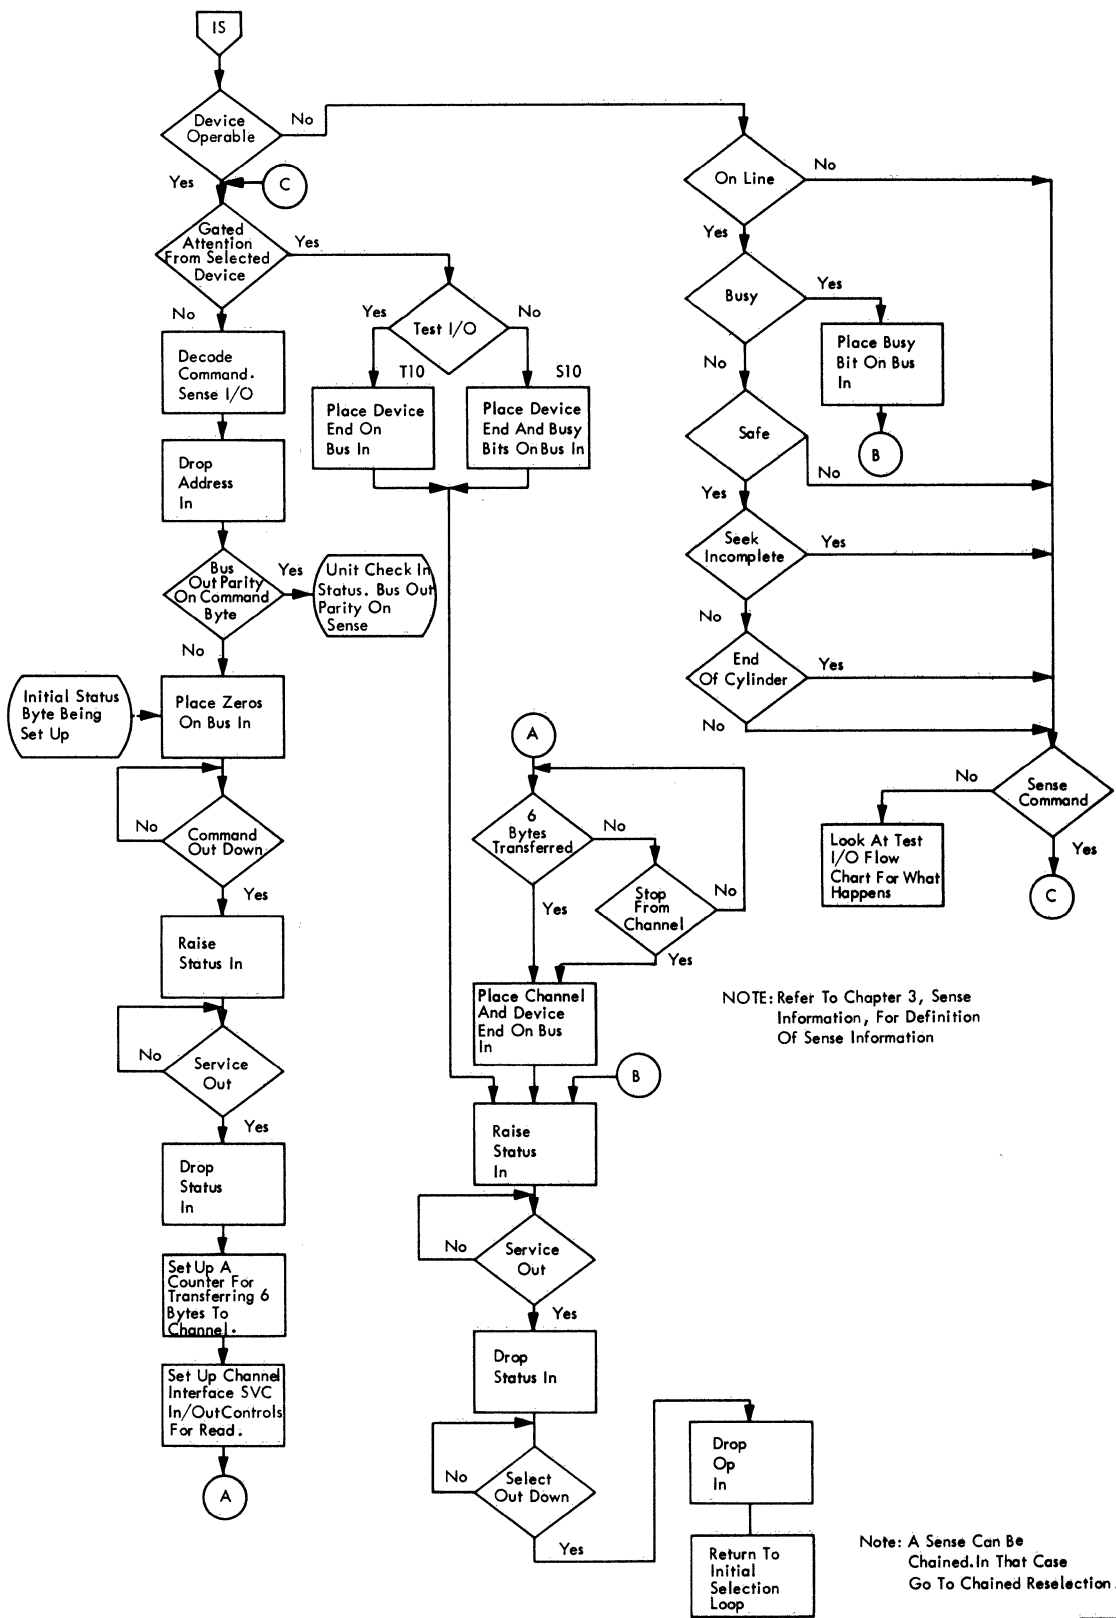 IS
Device
Operable
No
Yes
C
On Line
No
Yes
Gated
Attention
From Selected
Device
Yes
No
Test I/O
Yes
No
Busy
Yes
No
Place Busy
Bit On Bus
In
B
Decode
Command.
Sense I/O
T10
Place Device
End On
Bus In
S10
Place Device
End And Busy
Bits On Bus In
Safe
No
Yes
Drop
Address
In
Seek
Incomplete
Yes
No
Bus
Out Parity
On Command
Byte
Yes
No
Unit Check In
Status. Bus Out
Parity On
Sense
End
Of Cylinder
Yes
No
Initial Status
Byte Being
Set Up
Place Zeros
On Bus In
A
Sense
Command
No
Yes
Look At Test
I/O Flow
Chart For What
Happens
C
Command
Out Down
No
Yes
6
Bytes
Transferred
No
Yes
Stop
From
Channel
No
Yes
Raise
Status In
Place Channel
And Device
End On Bus
In
NOTE: Refer To Chapter 3, Sense
Information, For Definition
Of Sense Information
Service
Out
No
Yes
B
Raise
Status
In
Drop
Status
In
Service
Out
No
Yes
Set Up A
Counter For
Transferring 6
Bytes To
Channel.
Drop
Status In
Set Up Channel
Interface SVC
In/Out Controls
For Read.
A
Select
Out Down
No
Yes
Drop
Op
In
Return To
Initial
Selection
Loop
Note: A Sense Can Be
Chained. In That Case
Go To Chained Reselection.